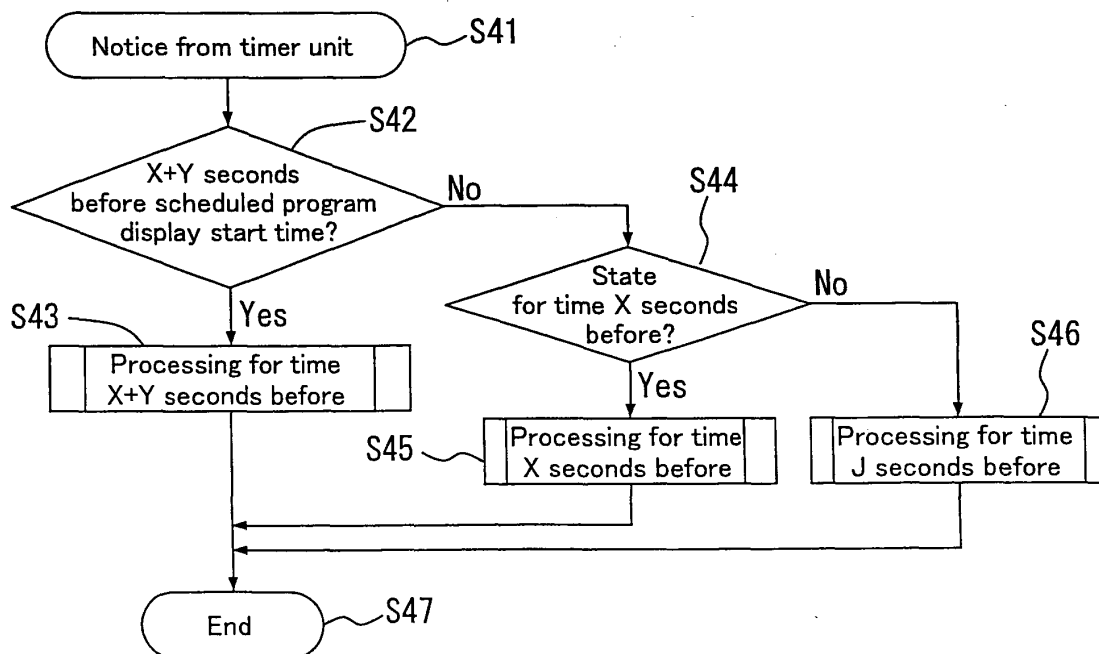 Notice from timer unit
S41
S42
X+Y seconds
before scheduled program
display start time?
No
S44
State
for time X seconds
before?
No
Yes
S43
Processing for time
X+Y seconds before
Yes
S46
S45
Processing for time
X seconds before
Processing for time
J seconds before
End
S47